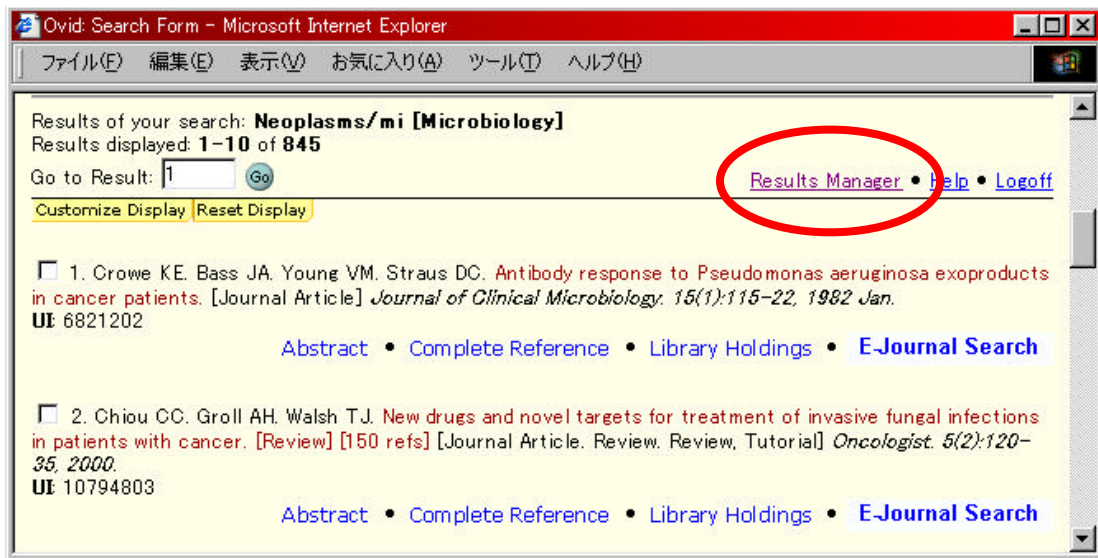 Ovid: Search Form - Microsoft Internet Explorer
ファイル(F) 編集(E) 表示(V) お気に入り(A) ツール(T) ヘルプ(H)
Results of your search: Neoplasms/mi [Microbiology]
Results displayed: 1-10 of 845
Go to Result: 1 Go
Results Manager • Help • Logoff
Customize Display Reset Display
1. Crowe KE. Bass JA. Young VM. Straus DC. Antibody response to Pseudomonas aeruginosa exoproducts
in cancer patients. [Journal Article] Journal of Clinical Microbiology. 15(1):115-22, 1982 Jan.
UI: 6821202
Abstract • Complete Reference • Library Holdings • E-Journal Search
2. Chiou CC. Groll AH. Walsh TJ. New drugs and novel targets for treatment of invasive fungal infections
in patients with cancer. [Review] [150 refs] [Journal Article. Review. Review, Tutorial] Oncologist. 5(2):120-
35, 2000.
UI: 10794803
Abstract • Complete Reference • Library Holdings • E-Journal Search